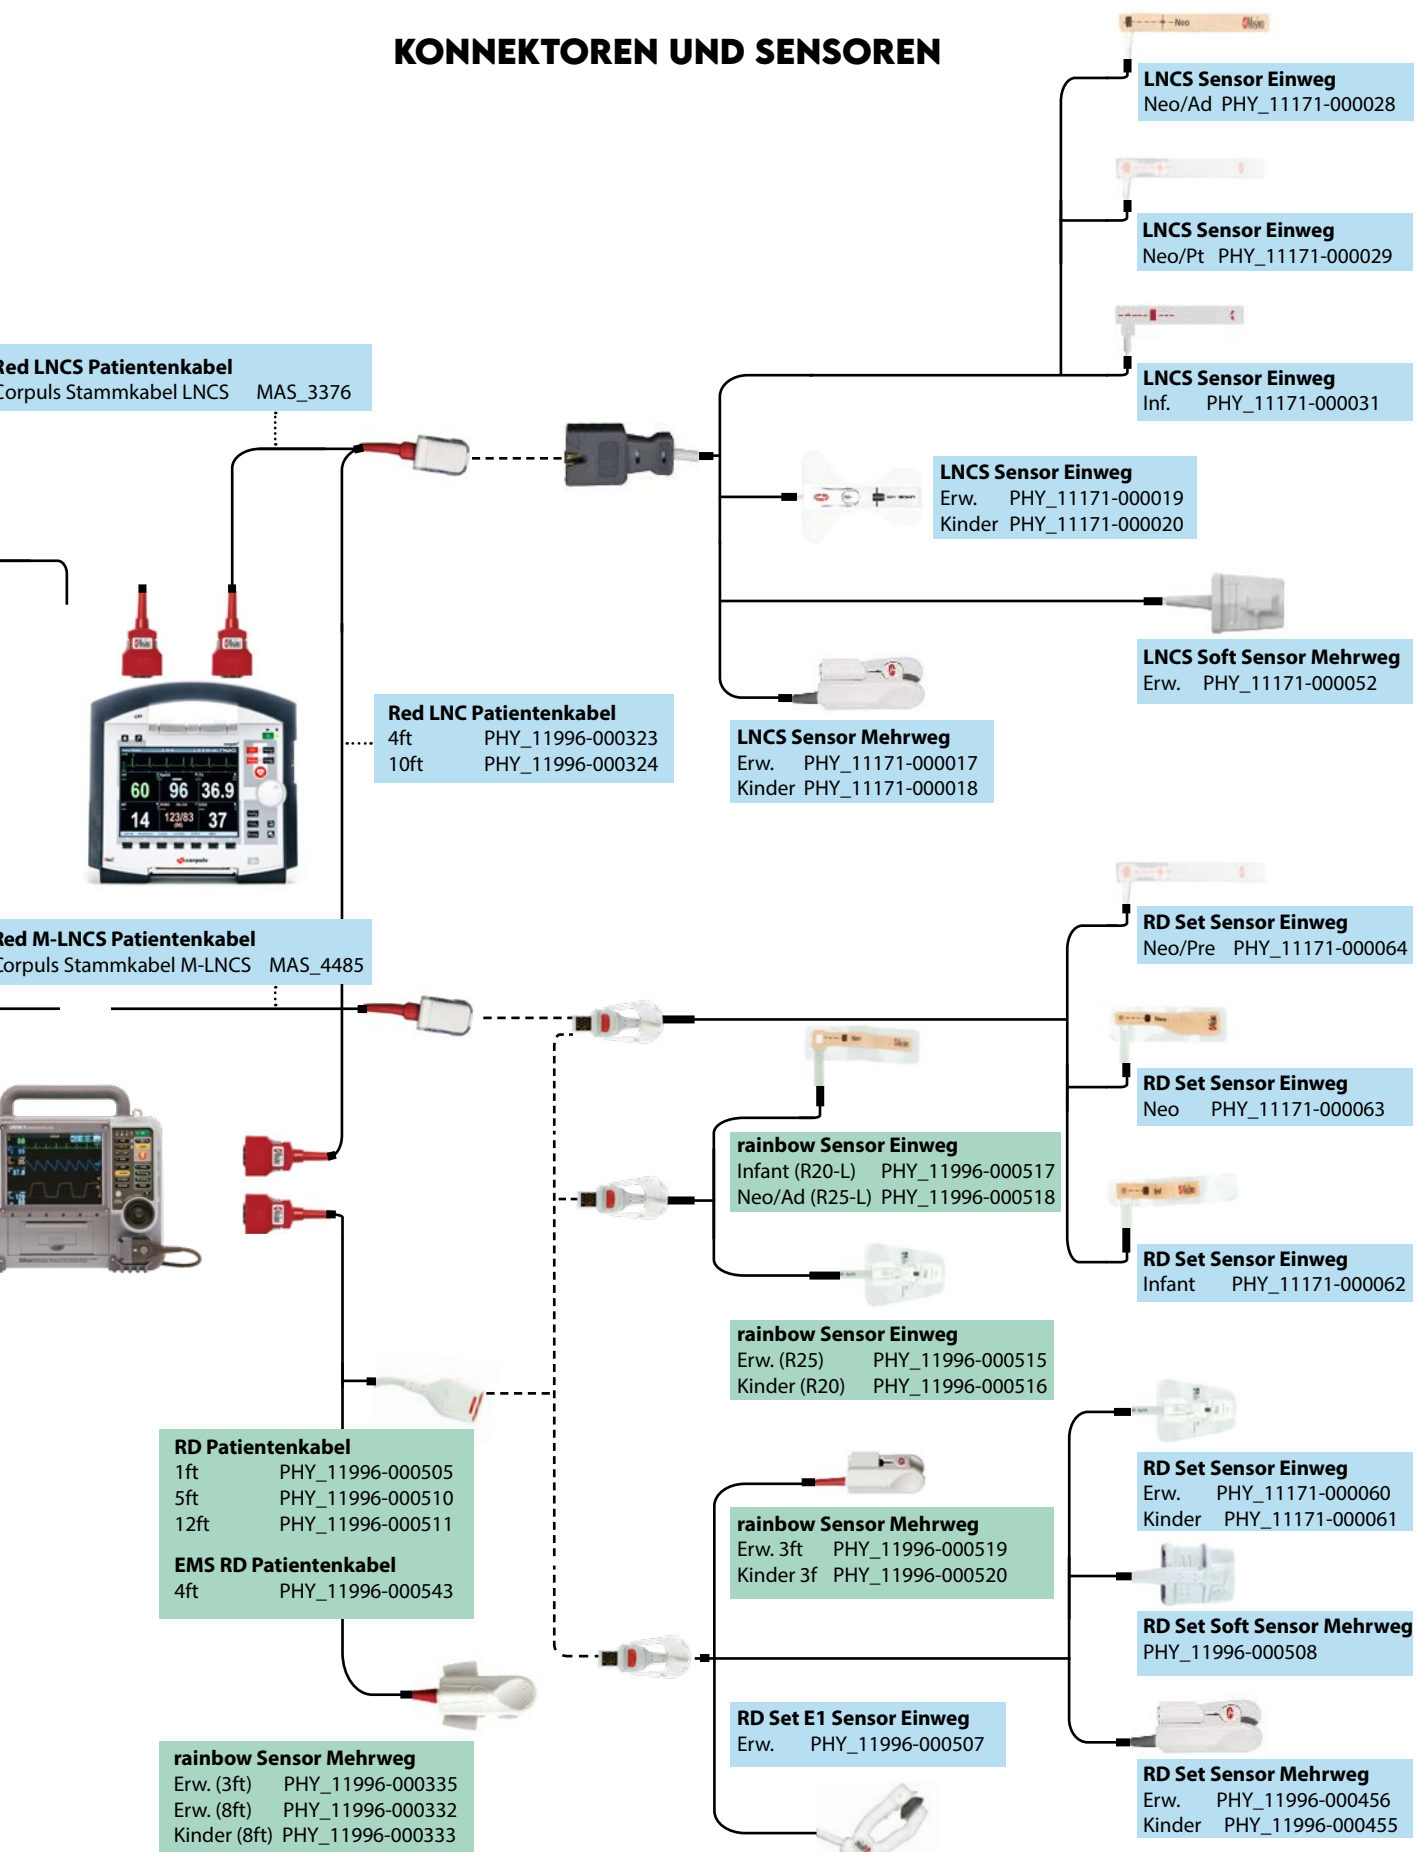 KONNEKTOREN UND SENSOREN
Neo
LNCS Sensor Einweg
Neo/Ad PHY_11171-000028
LNCS Sensor Einweg
Neo/Pt PHY_11171-000029
LNCS Sensor Einweg
Inf. PHY_11171-000031
Red LNCS Patientenkabel
Corpuls Stammkabel LNCS MAS_3376
LNCS Sensor Einweg
Erw. PHY_11171-000019
Kinder PHY_11171-000020
LNCS Soft Sensor Mehrweg
Erw. PHY_11171-000052
Red LNC Patientenkabel
4ft PHY_11996-000323
10ft PHY_11996-000324
LNCS Sensor Mehrweg
Erw. PHY_11171-000017
Kinder PHY_11171-000018
60 96 36.9
14 123/83 37
corpuls
Red M-LNCS Patientenkabel
Corpuls Stammkabel M-LNCS MAS_4485
RD Set Sensor Einweg
Neo/Pre PHY_11171-000064
Neo
RD Set Sensor Einweg
Neo PHY_11171-000063
rainbow Sensor Einweg
Infant (R20-L) PHY_11996-000517
Neo/Ad (R25-L) PHY_11996-000518
RD Set Sensor Einweg
Infant PHY_11171-000062
rainbow Sensor Einweg
Erw. (R25) PHY_11996-000515
Kinder (R20) PHY_11996-000516
RD Patientenkabel
1ft PHY_11996-000505
5ft PHY_11996-000510
12ft PHY_11996-000511
EMS RD Patientenkabel
4ft PHY_11996-000543
RD Set Sensor Einweg
Erw. PHY_11171-000060
Kinder PHY_11171-000061
rainbow Sensor Mehrweg
Erw. 3ft PHY_11996-000519
Kinder 3f PHY_11996-000520
RD Set Soft Sensor Mehrweg
PHY_11996-000508
RD Set E1 Sensor Einweg
Erw. PHY_11996-000507
rainbow Sensor Mehrweg
Erw. (3ft) PHY_11996-000335
Erw. (8ft) PHY_11996-000332
Kinder (8ft) PHY_11996-000333
RD Set Sensor Mehrweg
Erw. PHY_11996-000456
Kinder PHY_11996-000455